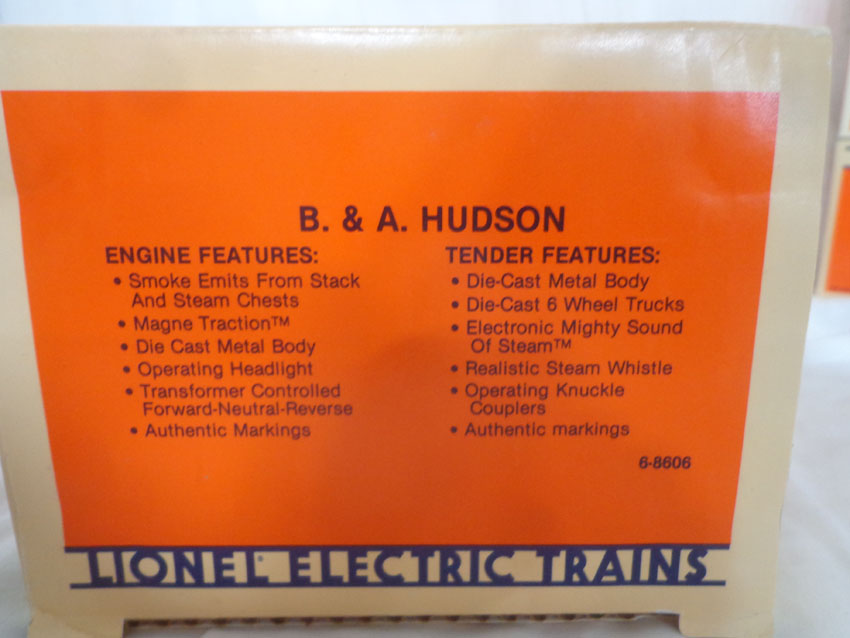 B. & A. HUDSON
ENGINE FEATURES:
• Smoke Emits From Stack
And Steam Chests
• Magne Traction™
• Die Cast Metal Body
• Operating Headlight
• Transformer Controlled
Forward-Neutral-Reverse
• Authentic Markings
TENDER FEATURES:
• Die-Cast Metal Body
• Die-Cast 6 Wheel Trucks
• Electronic Mighty Sound
Of Steam™
• Realistic Steam Whistle
• Operating Knuckle
Couplers
• Authentic markings
6-8606
LIONEL® ELECTRIC TRAINS